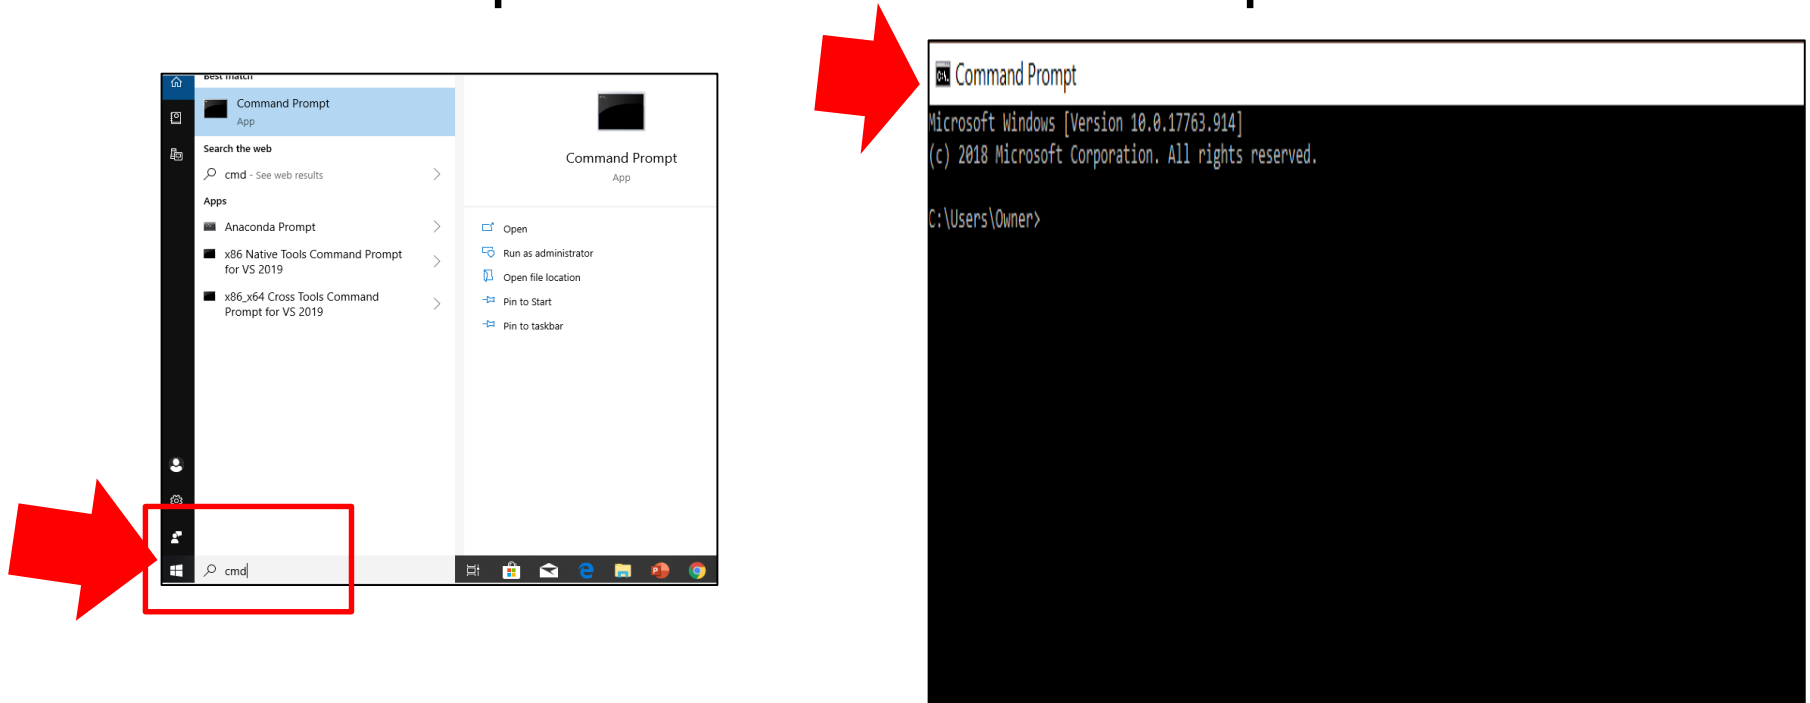 Best match
Command Prompt
App
Search the web
cmd - See web results
Apps
Anaconda Prompt
x86 Native Tools Command Prompt
for VS 2019
x86_x64 Cross Tools Command
Prompt for VS 2019
cmd
Command Prompt
App
Open
Run as administrator
Open file location
Pin to Start
Pin to taskbar
Command Prompt
Microsoft Windows [Version 10.0.17763.914]
(c) 2018 Microsoft Corporation. All rights reserved.
C:\Users\Owner>